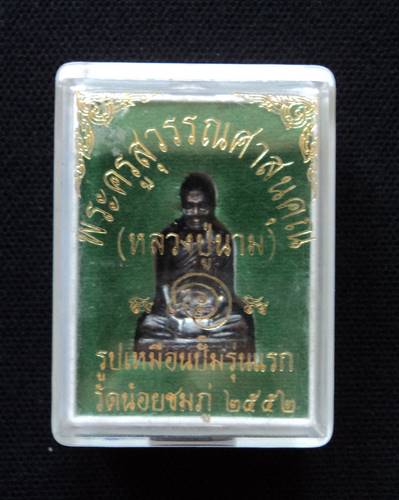 พระครูสุวรรณศาสนคุณ
(หลวงปู่นาม)
รูปเหมือนปั๊มรุ่นแรก
วัดน้อยชมภู่ ๒๕๕๒